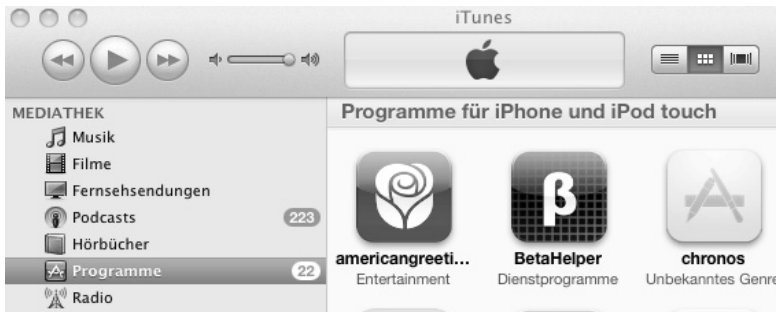 iTunes
MEDIATHEK
Musik
Filme
Fernsehsendungen
Podcasts 223
Hörbücher
Programme 22
Radio
Programme für iPhone und iPod touch
β
americangreeti...
Entertainment
BetaHelper
Dienstprogramme
chronos
Unbekanntes Genre